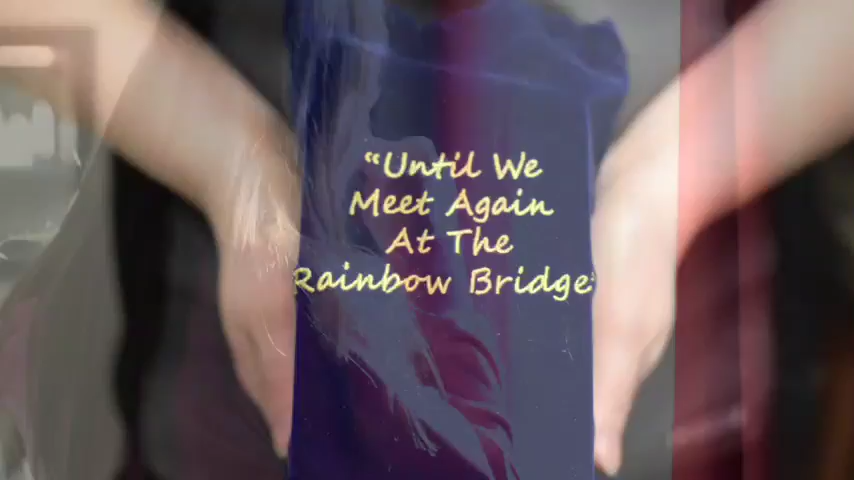 “Until We
Meet Again
At The
Rainbow Bridge”